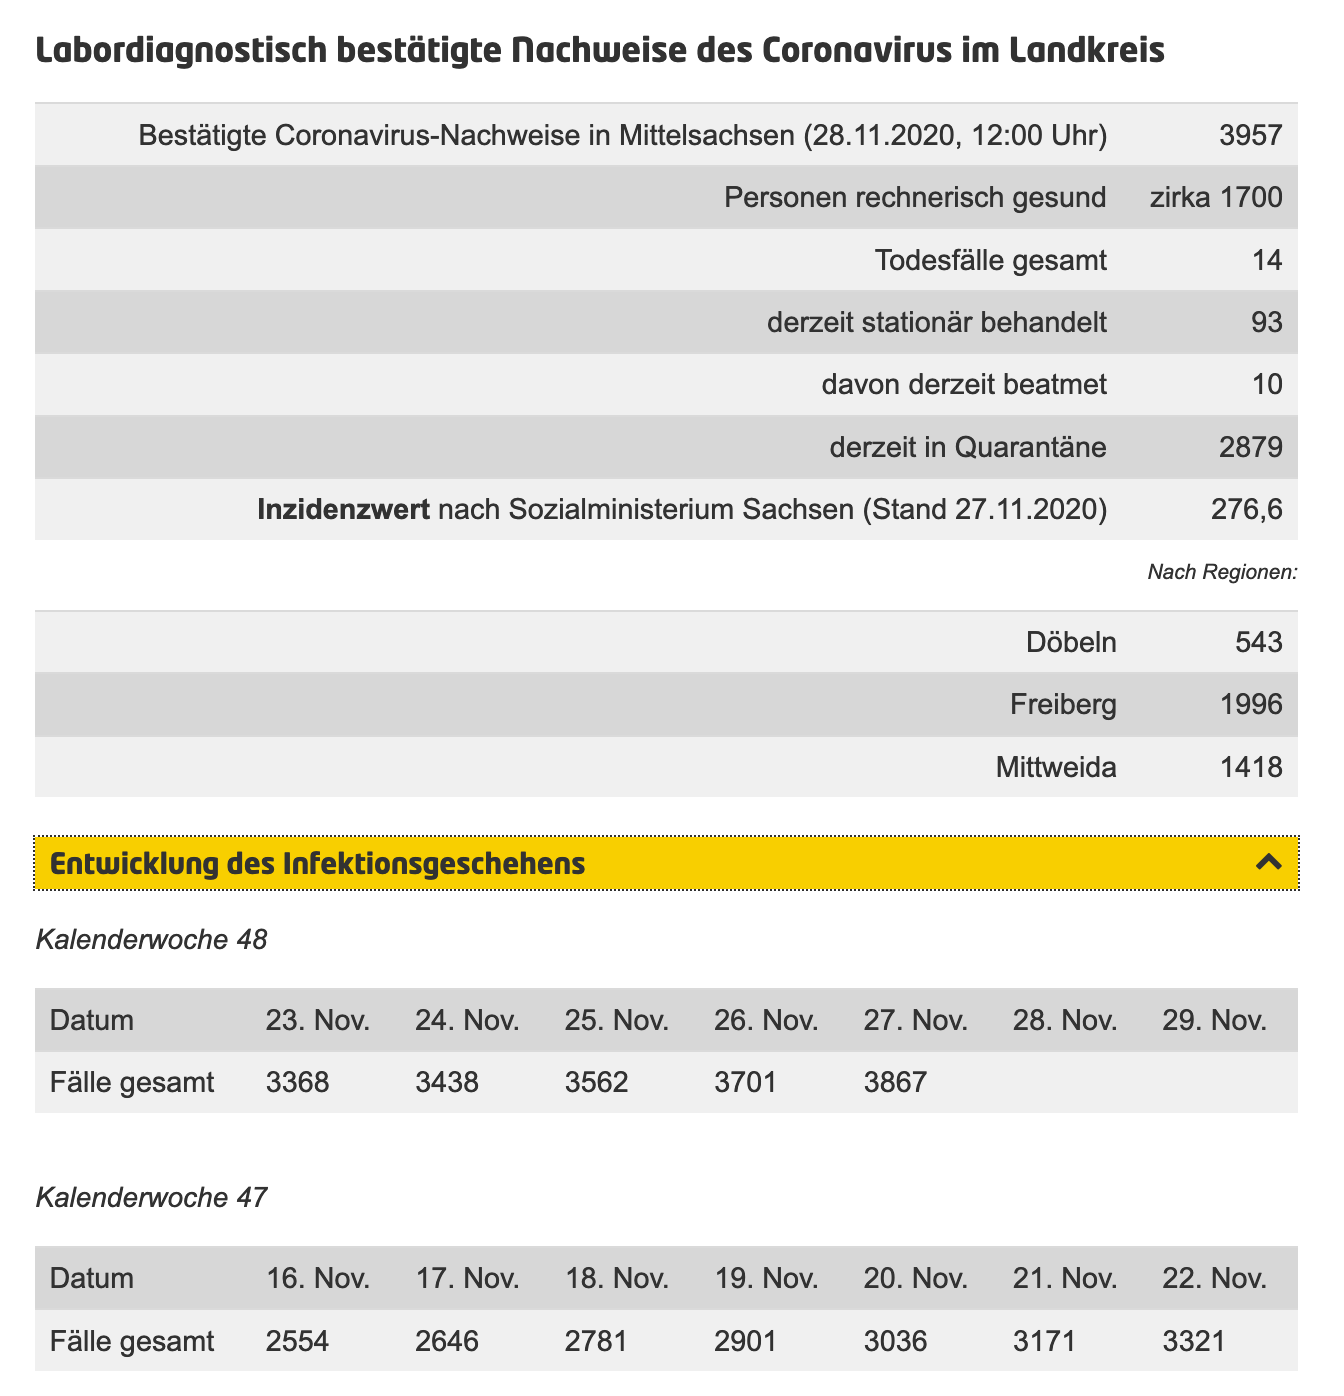 Labordiagnostisch bestätigte Nachweise des Coronavirus im Landkreis
Bestätigte Coronavirus-Nachweise in Mittelsachsen (28.11.2020, 12:00 Uhr) 3957
Personen rechnerisch gesund zirka 1700
Todesfälle gesamt 14
derzeit stationär behandelt 93
davon derzeit beatmet 10
derzeit in Quarantäne 2879
Inzidenzwert nach Sozialministerium Sachsen (Stand 27.11.2020) 276,6
Nach Regionen:
Döbeln 543
Freiberg 1996
Mittweida 1418
Entwicklung des Infektionsgeschehens
Kalenderwoche 48
Datum 23. Nov. 24. Nov. 25. Nov. 26. Nov. 27. Nov. 28. Nov. 29. Nov.
Fälle gesamt 3368 3438 3562 3701 3867
Kalenderwoche 47
Datum 16. Nov. 17. Nov. 18. Nov. 19. Nov. 20. Nov. 21. Nov. 22. Nov.
Fälle gesamt 2554 2646 2781 2901 3036 3171 3321